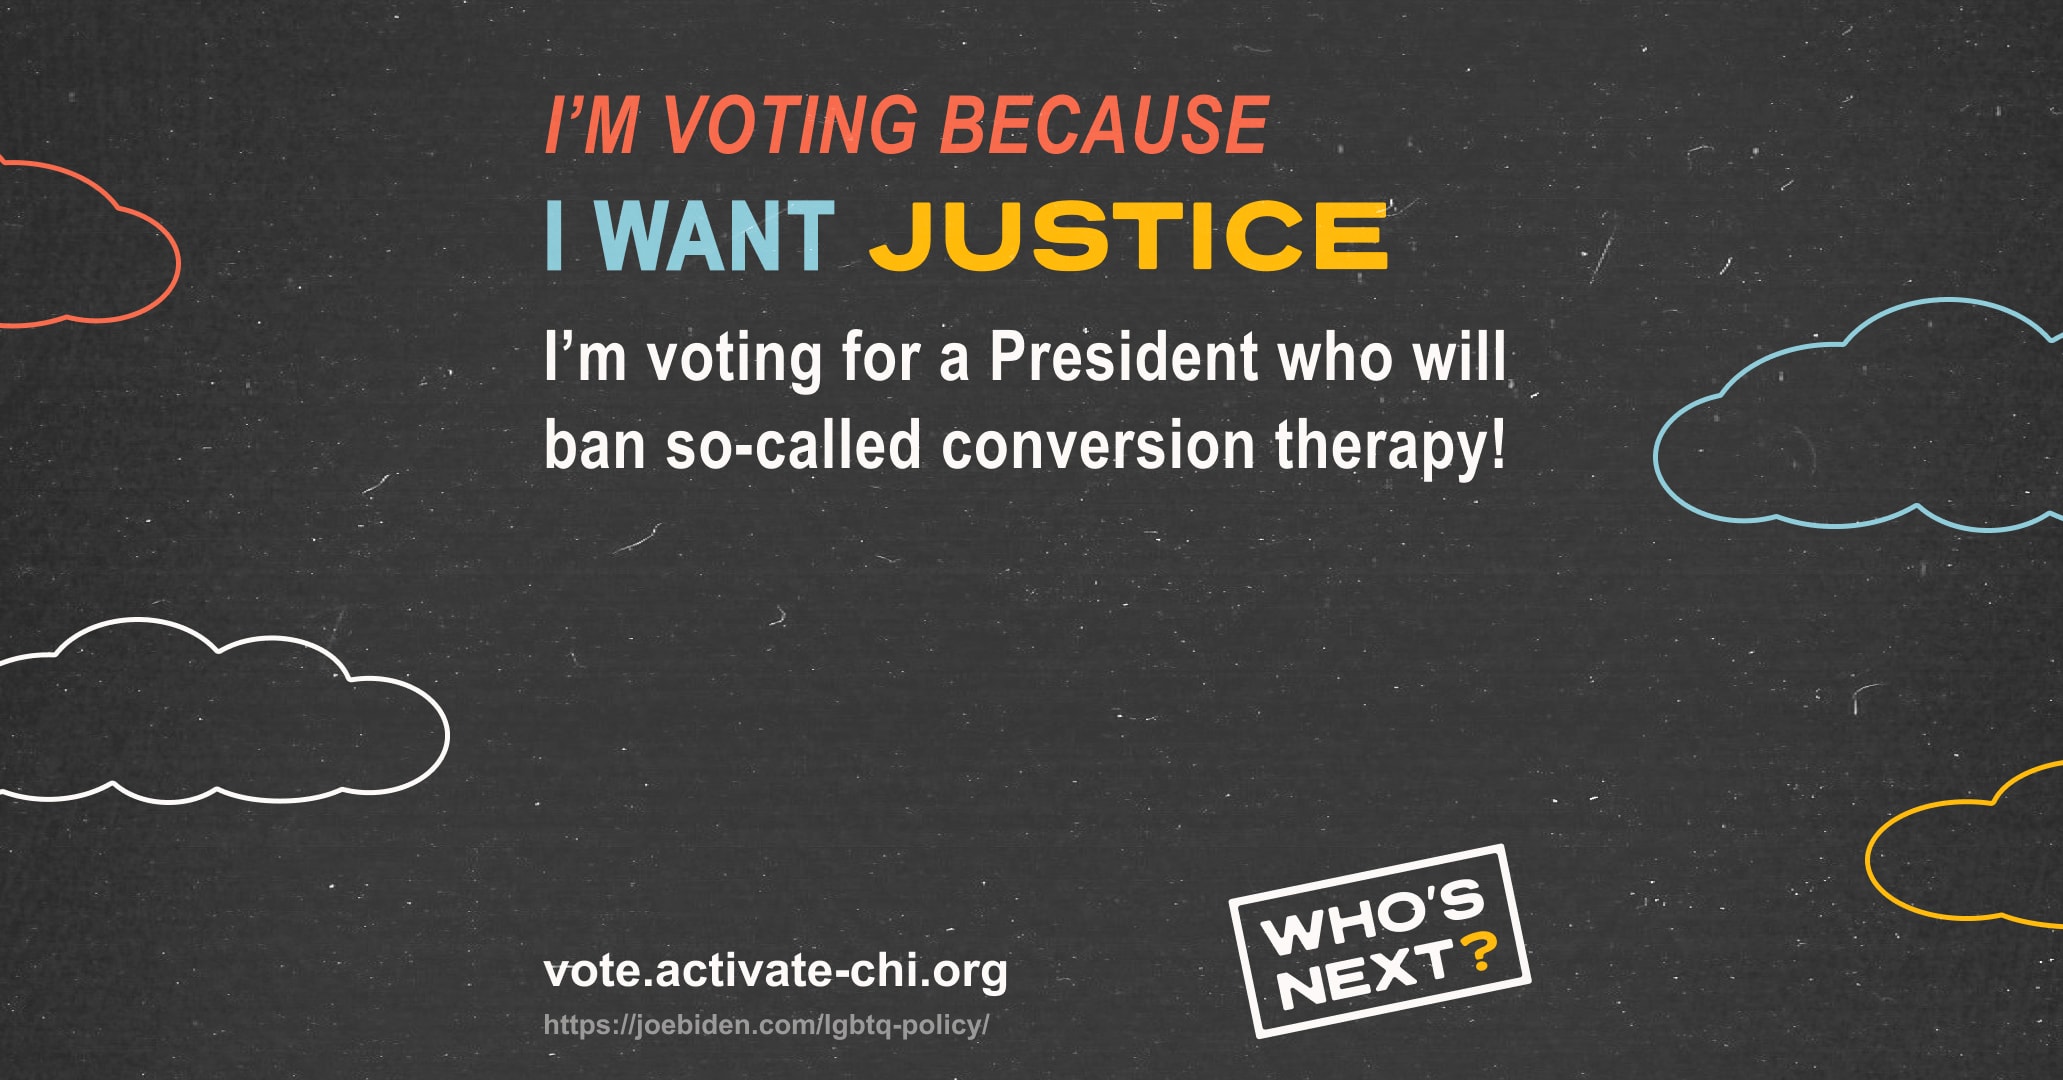 I’M VOTING BECAUSE
I WANT JUSTICE
I’m voting for a President who will
ban so-called conversion therapy!
WHO’S
NEXT?
vote.activate-chi.org
https://joebiden.com/lgbtq-policy/